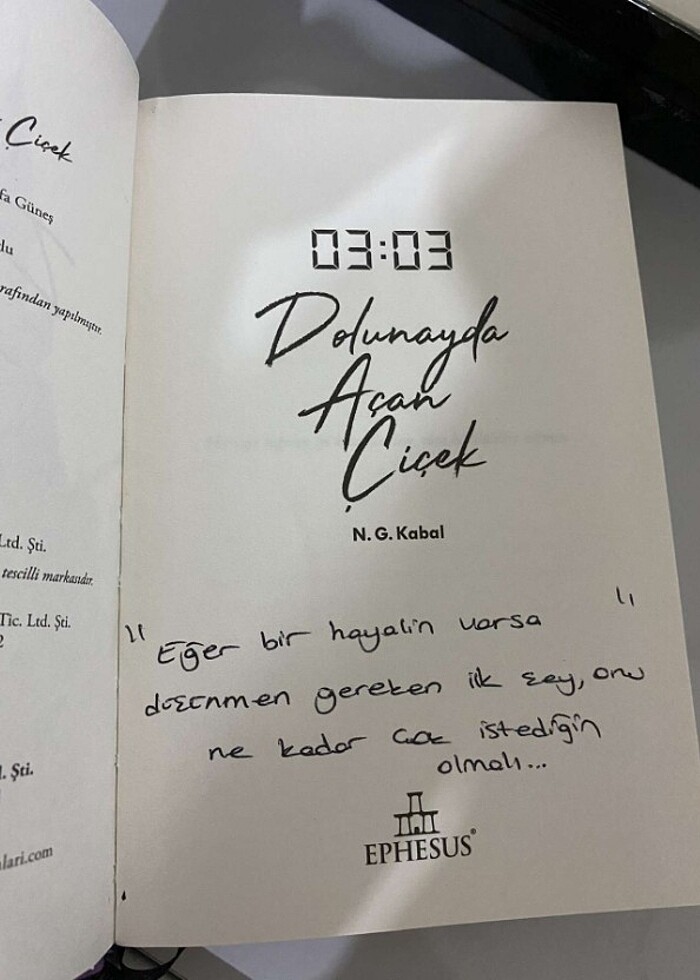 Çiçek
fa Güneş
lu
rafından yapılmıştır.
Ltd. Şti.
tescilli markasıdır.
Tic. Ltd. Şti.
2
. Şti.
lari.com
03:03
Dolunayda
Açan
Çiçek
N. G. Kabal
"Eğer bir hayalin varsa"
düşünmen gereken ilk şey, onu
ne kadar çok istediğin
olmalı...
EPHESUS®